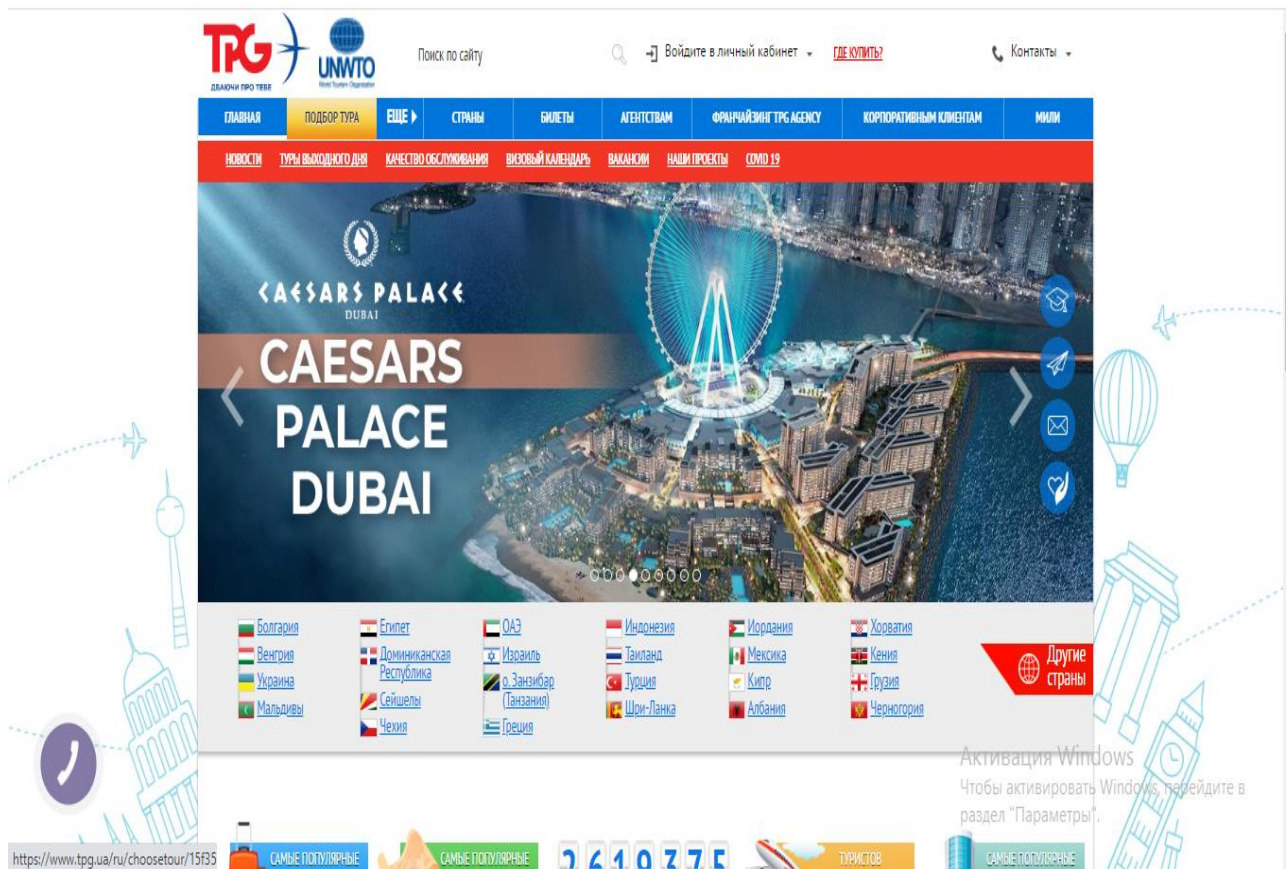 TPG
ДБАЮЧИ ПРО ТЕБЕ
UNWTO
World Tourism Organization
Поиск по сайту
Войдите в личный кабинет
ГДЕ КУПИТЬ?
Контакты
ГЛАВНАЯ
ПОДБОР ТУРА
ЕЩЕ
СТРАНЫ
БИЛЕТЫ
АГЕНТСТВАМ
ФРАНЧАЙЗИНГ TPG AGENCY
КОРПОРАТИВНЫМ КЛИЕНТАМ
МИЛИ
НОВОСТИ
ТУРЫ ВЫХОДНОГО ДНЯ
КАЧЕСТВО ОБСЛУЖИВАНИЯ
ВИЗОВЫЙ КАЛЕНДАРЬ
ВАКАНСИИ
НАШИ ПРОЕКТЫ
COVID 19
CAESARS PALACE
DUBAI
CAESARS
PALACE
DUBAI
Болгария
Венгрия
Украина
Мальдивы
Египет
Доминиканская
Республика
Сейшелы
Чехия
ОАЭ
Израиль
о. Занзибар
(Танзания)
Греция
Индонезия
Таиланд
Турция
Шри-Ланка
Иордания
Мексика
Кипр
Албания
Хорватия
Кения
Грузия
Черногория
Другие
страны
Активация Windows
Чтобы активировать Windows, перейдите в
раздел "Параметры".
https://www.tpg.ua/ru/choosetour/15f35
САМЫЕ ПОПУЛЯРНЫЕ
САМЫЕ ПОПУЛЯРНЫЕ
2619375
ТУРИСТОВ
САМЫЕ ПОПУЛЯРНЫЕ